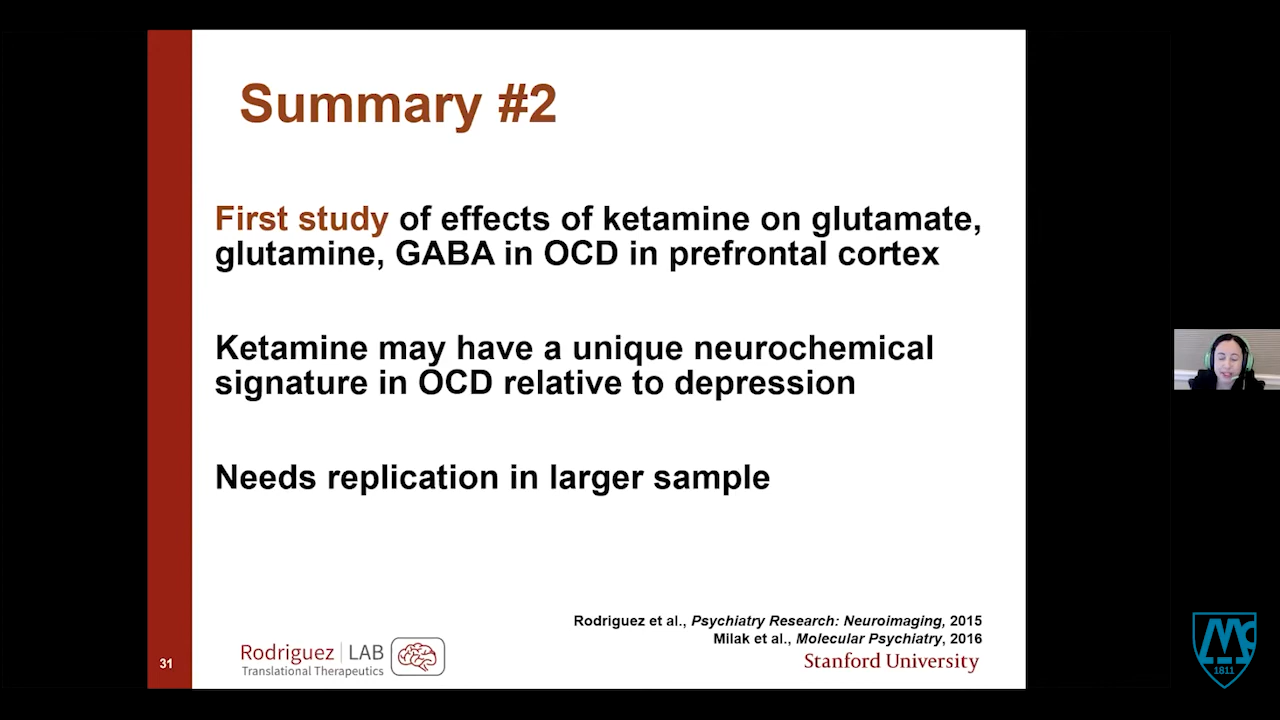 Summary #2
First study of effects of ketamine on glutamate,
glutamine, GABA in OCD in prefrontal cortex
Ketamine may have a unique neurochemical
signature in OCD relative to depression
Needs replication in larger sample
Rodriguez et al., Psychiatry Research: Neuroimaging, 2015
Milak et al., Molecular Psychiatry, 2016
Stanford University
Rodriguez | LAB
Translational Therapeutics
31
Mc
1811